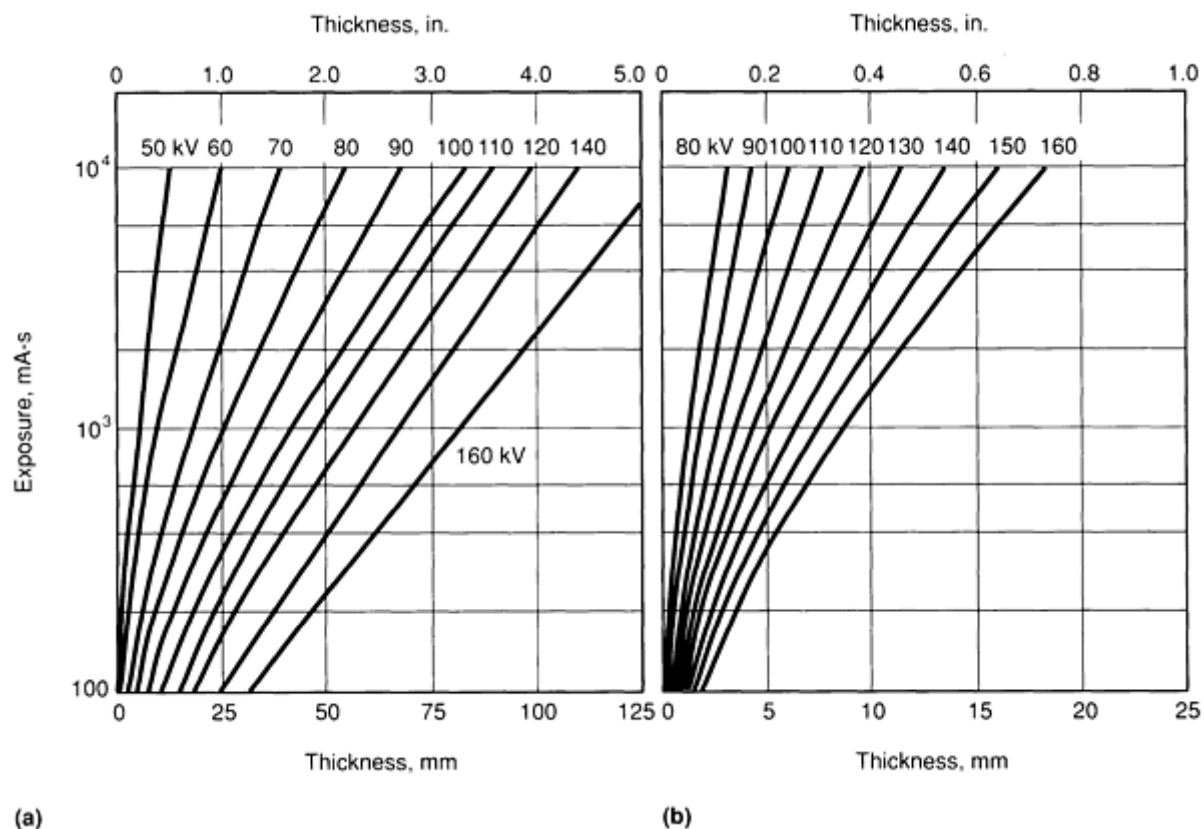 Thickness, in.
0 1.0 2.0 3.0 4.0 5.0
50 kV 60 70 80 90 100 110 120 140
10⁴
10³
100
160 kV
Exposure, mA-s
0 25 50 75 100 125
Thickness, mm
(a)
Thickness, in.
0 0.2 0.4 0.6 0.8 1.0
80 kV 90 100 110 120 130 140 150 160
0 5 10 15 20 25
Thickness, mm
(b)